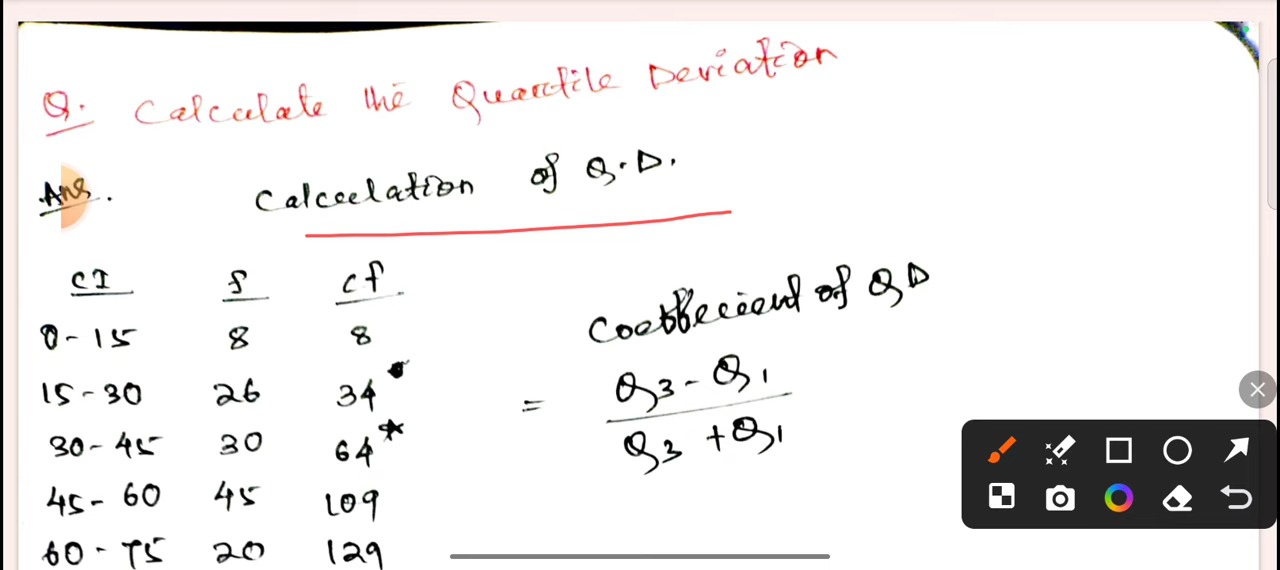 Q. Calculate the Quartile Deviation
Ans. Calculation of Q.D.
CI f cf
0-15 8 8
15-30 26 34
30-45 30 64*
45-60 45 109
60-75 20 129
Coefficient of QD
= Q3-Q1
Q3+Q1